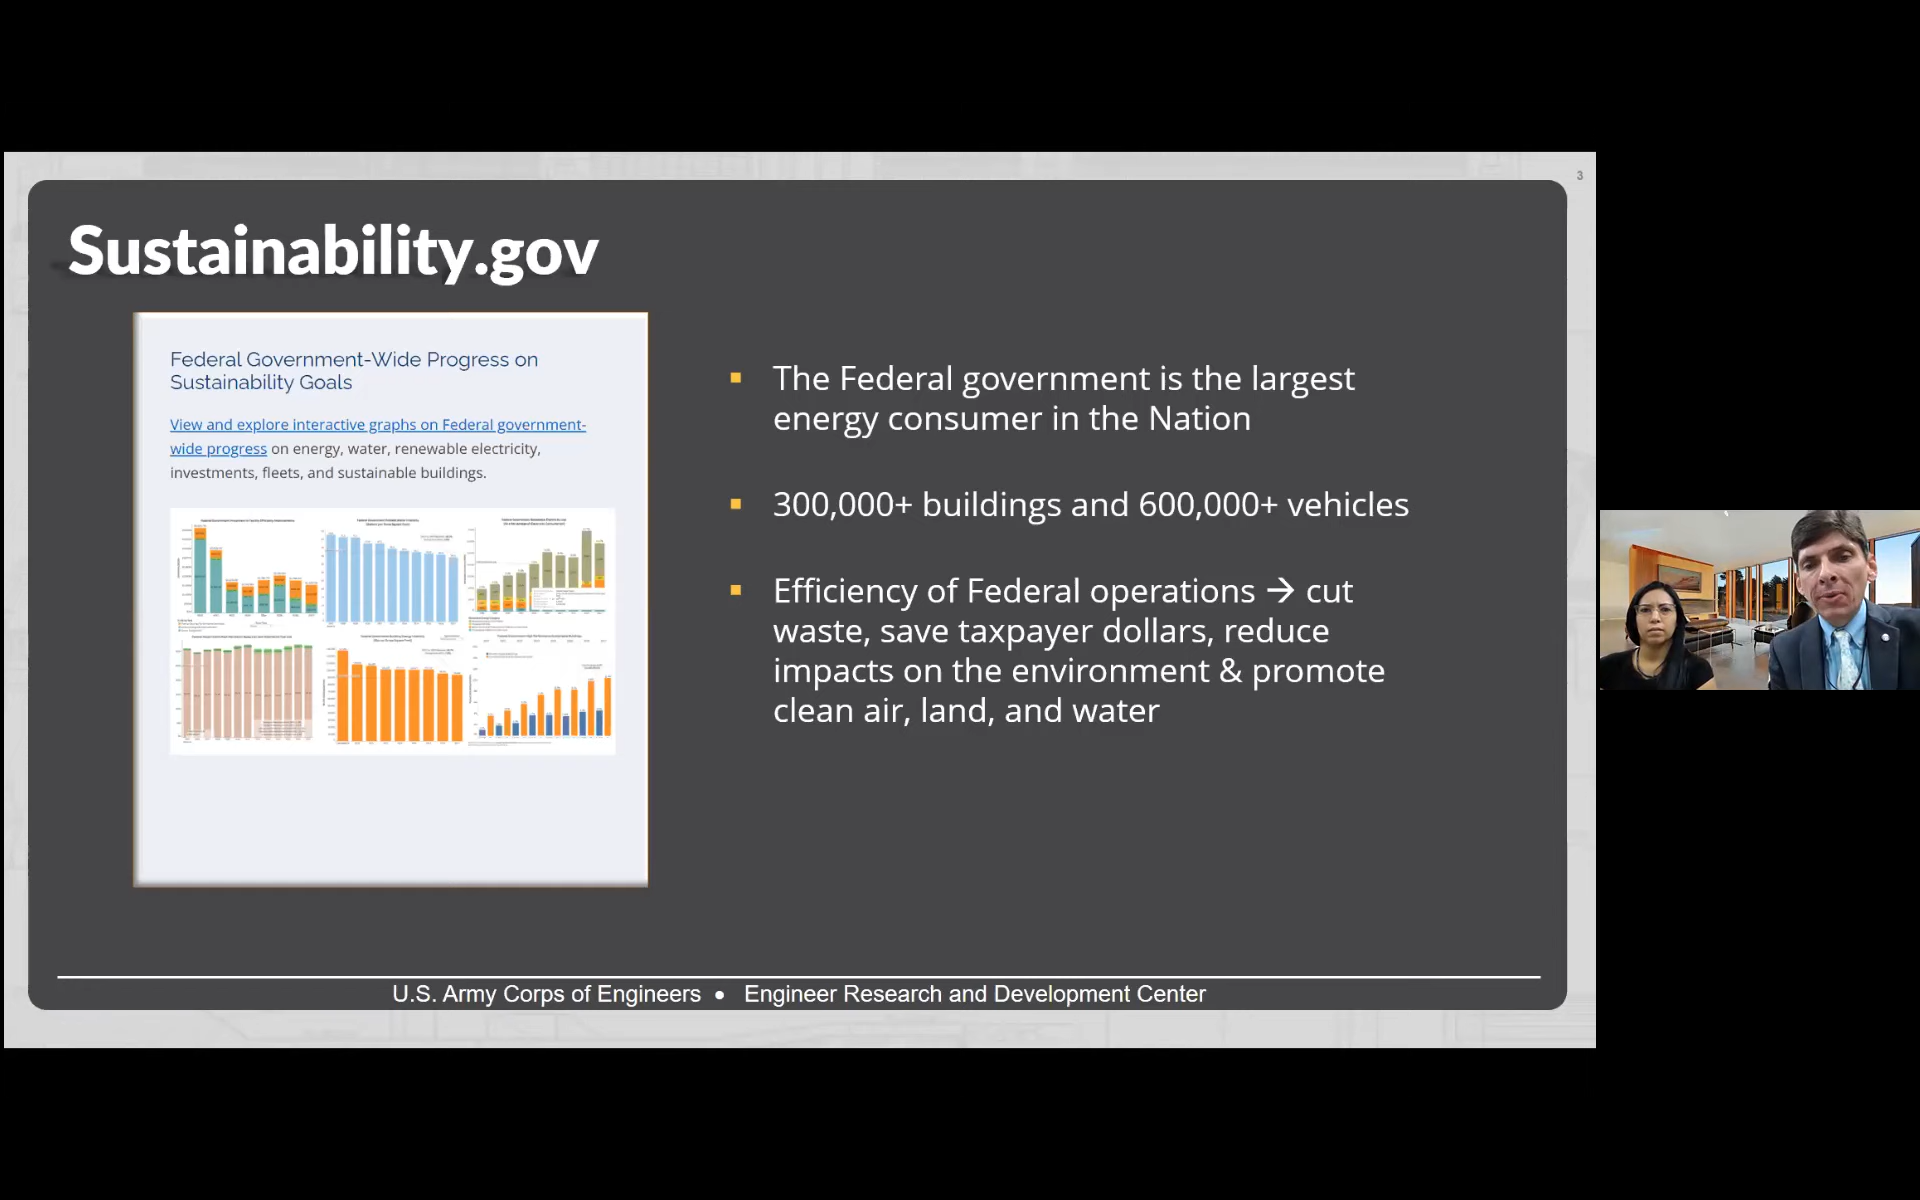 3
Sustainability.gov
Federal Government-Wide Progress on
Sustainability Goals
View and explore interactive graphs on Federal government-
wide progress on energy, water, renewable electricity,
investments, fleets, and sustainable buildings.
▪ The Federal government is the largest
energy consumer in the Nation
▪ 300,000+ buildings and 600,000+ vehicles
▪ Efficiency of Federal operations → cut
waste, save taxpayer dollars, reduce
impacts on the environment & promote
clean air, land, and water
U.S. Army Corps of Engineers • Engineer Research and Development Center